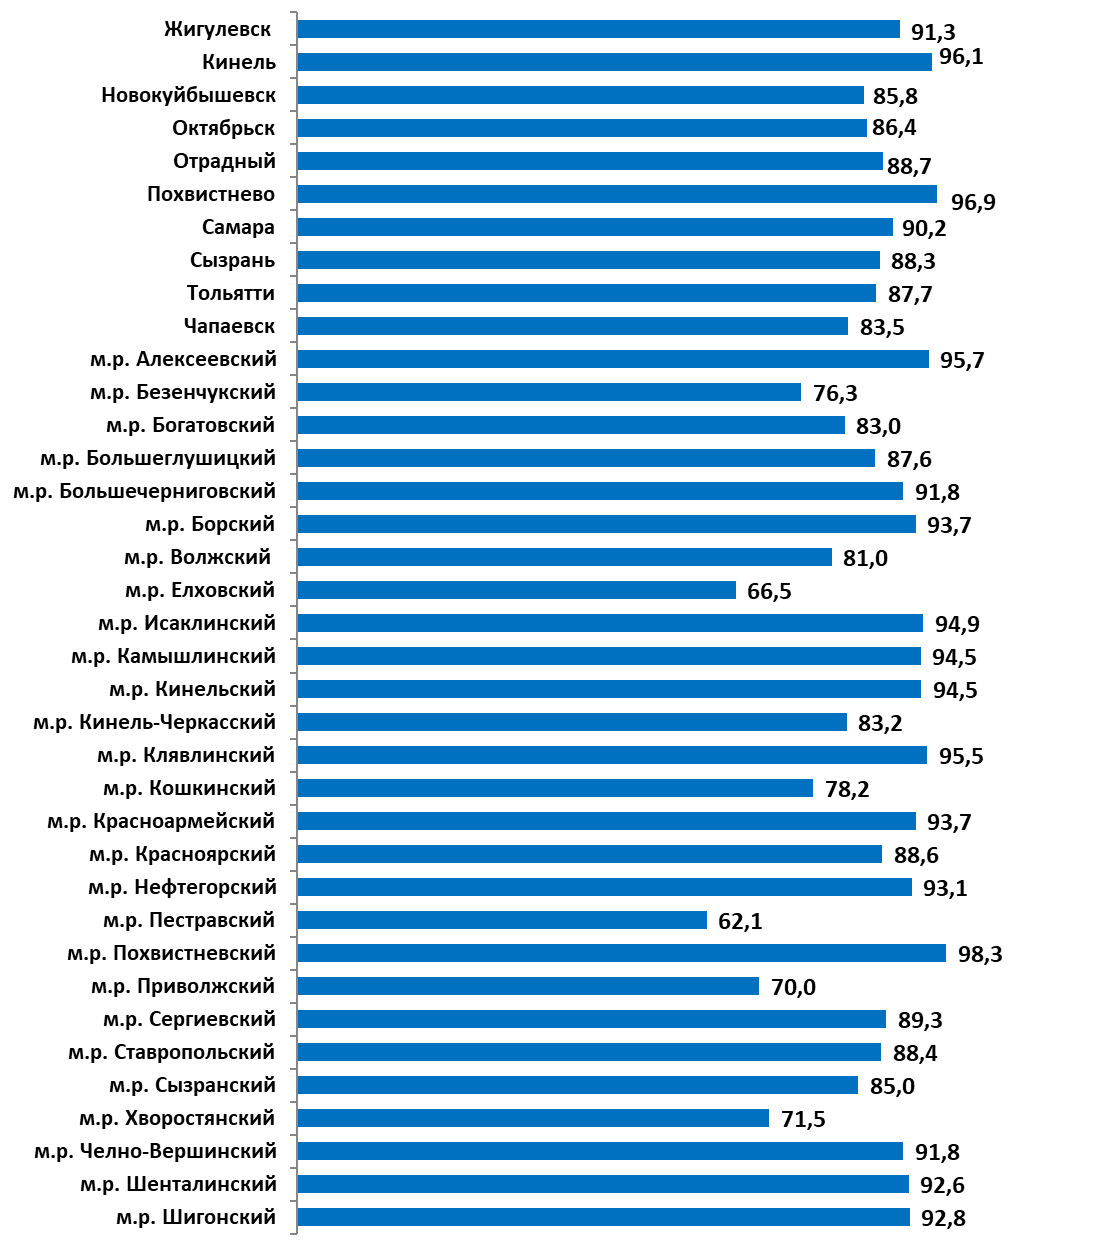 Жигулевск 91,3
Кинель 96,1
Новокуйбышевск 85,8
Октябрьск 86,4
Отрадный 88,7
Похвистнево 96,9
Самара 90,2
Сызрань 88,3
Тольятти 87,7
Чапаевск 83,5
м.р. Алексеевский 95,7
м.р. Безенчукский 76,3
м.р. Богатовский 83,0
м.р. Большеглушицкий 87,6
м.р. Большечерниговский 91,8
м.р. Борский 93,7
м.р. Волжский 81,0
м.р. Елховский 66,5
м.р. Исаклинский 94,9
м.р. Камышлинский 94,5
м.р. Кинельский 94,5
м.р. Кинель-Черкасский 83,2
м.р. Клявлинский 95,5
м.р. Кошкинский 78,2
м.р. Красноармейский 93,7
м.р. Красноярский 88,6
м.р. Нефтегорский 93,1
м.р. Пестравский 62,1
м.р. Похвистневский 98,3
м.р. Приволжский 70,0
м.р. Сергиевский 89,3
м.р. Ставропольский 88,4
м.р. Сызранский 85,0
м.р. Хворостянский 71,5
м.р. Челно-Вершинский 91,8
м.р. Шенталинский 92,6
м.р. Шигонский 92,8